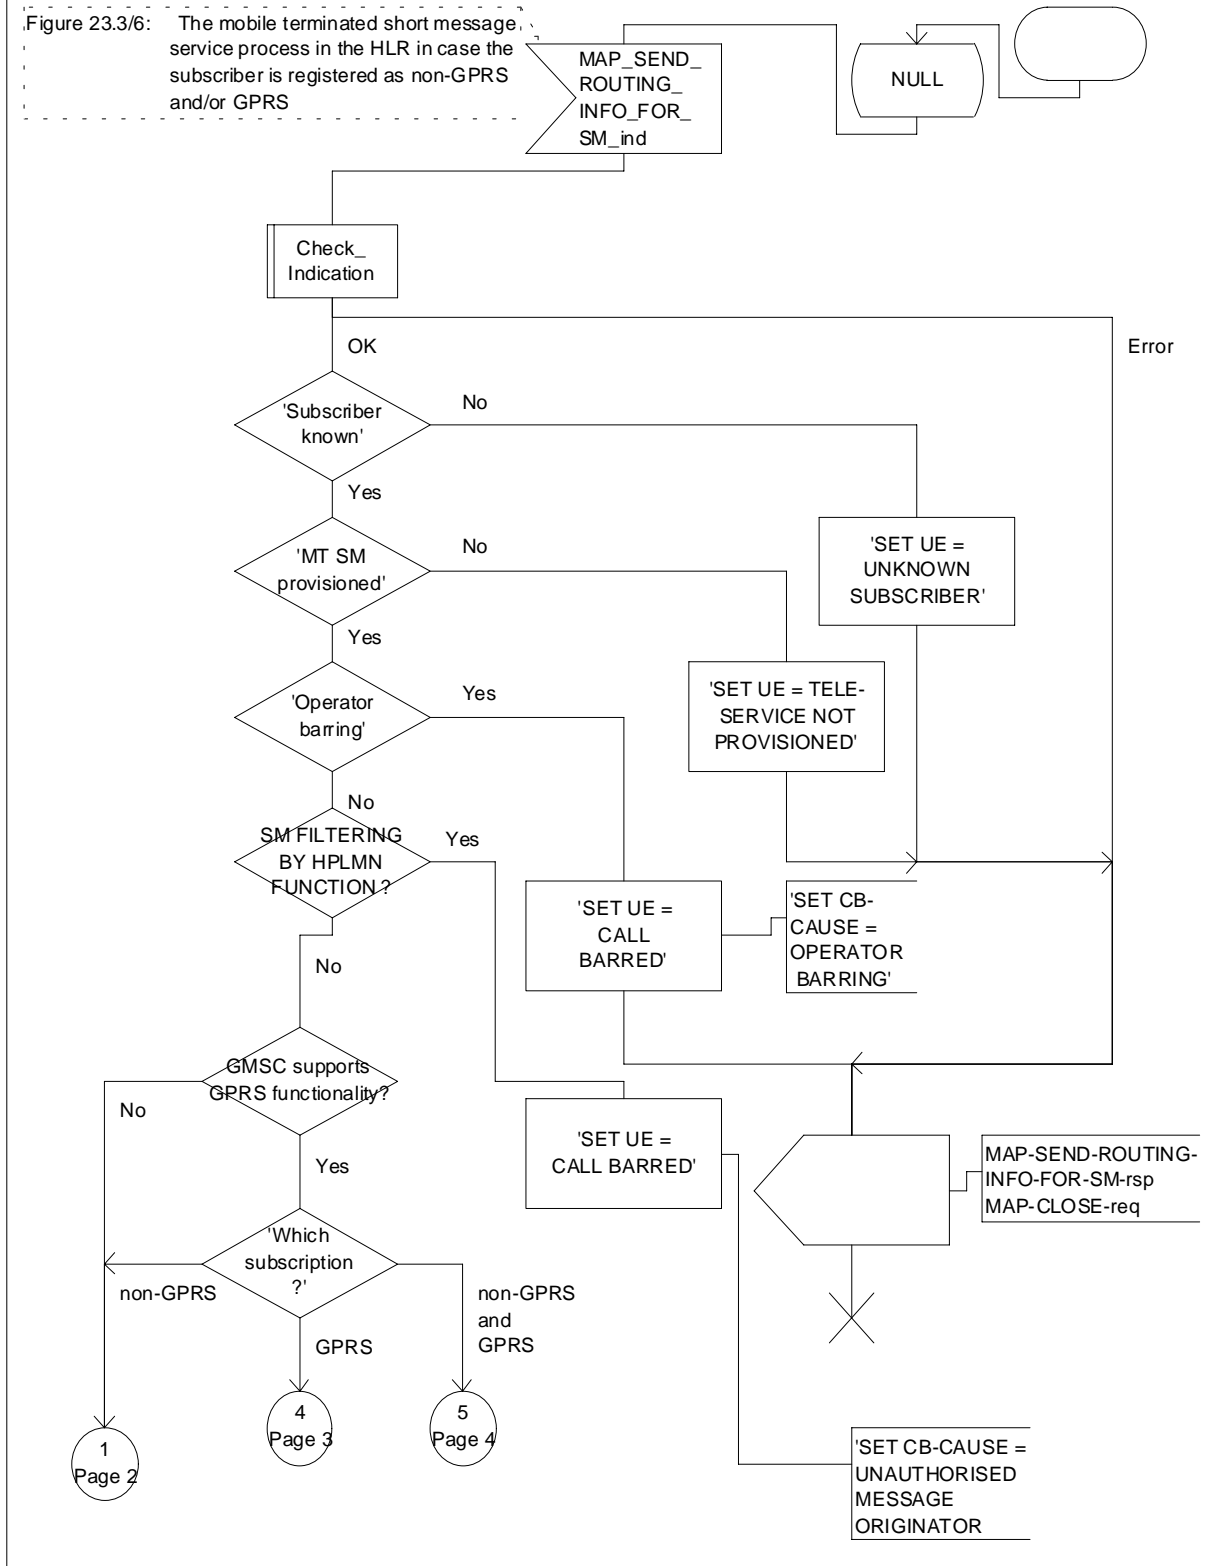 Figure 23.3/6: The mobile terminated short message
service process in the HLR in case the
subscriber is registered as non-GPRS
and/or GPRS
MAP_SEND_
ROUTING_
INFO_FOR_
SM_ind
NULL
Check_
Indication
OK
Error
'Subscriber
known'
No
Yes
'MT SM
provisioned'
No
'SET UE =
UNKNOWN
SUBSCRIBER'
Yes
'Operator
barring'
Yes
'SET UE = TELE-
SERVICE NOT
PROVISIONED'
No
SM FILTERING
BY HPLMN
FUNCTION ?
Yes
'SET UE =
CALL
BARRED'
'SET CB-
CAUSE =
OPERATOR
BARRING'
No
GMSC supports
GPRS functionality?
No
Yes
'SET UE =
CALL BARRED'
MAP-SEND-ROUTING-
INFO-FOR-SM-rsp
MAP-CLOSE-req
'Which
subscription
?'
non-GPRS
GPRS
non-GPRS
and
GPRS
1
Page 2
4
Page 3
5
Page 4
'SET CB-CAUSE =
UNAUTHORISED
MESSAGE
ORIGINATOR